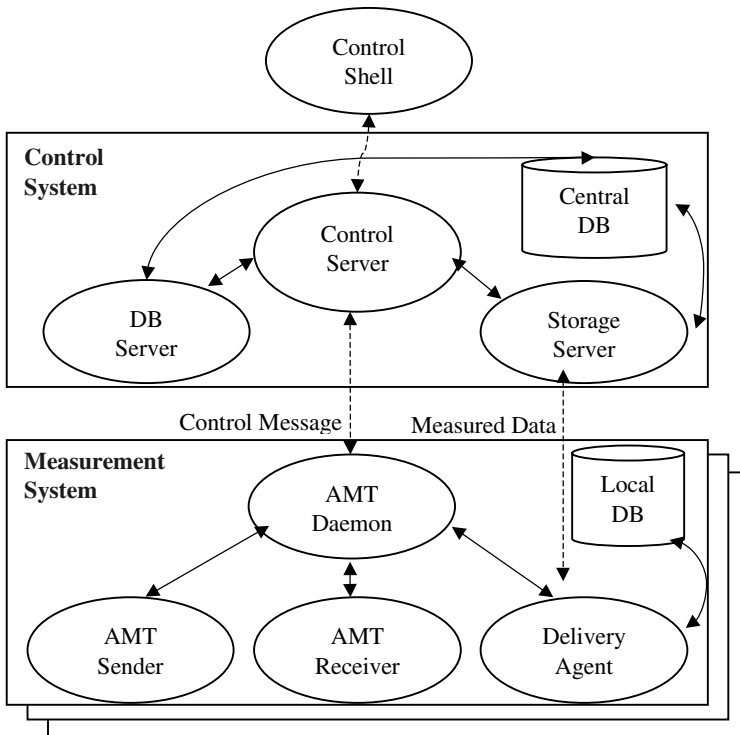 Control
Shell
Control
System
Central
DB
Control
Server
DB
Server
Storage
Server
Control Message
Measured Data
Measurement
System
Local
DB
AMT
Daemon
AMT
Sender
AMT
Receiver
Delivery
Agent